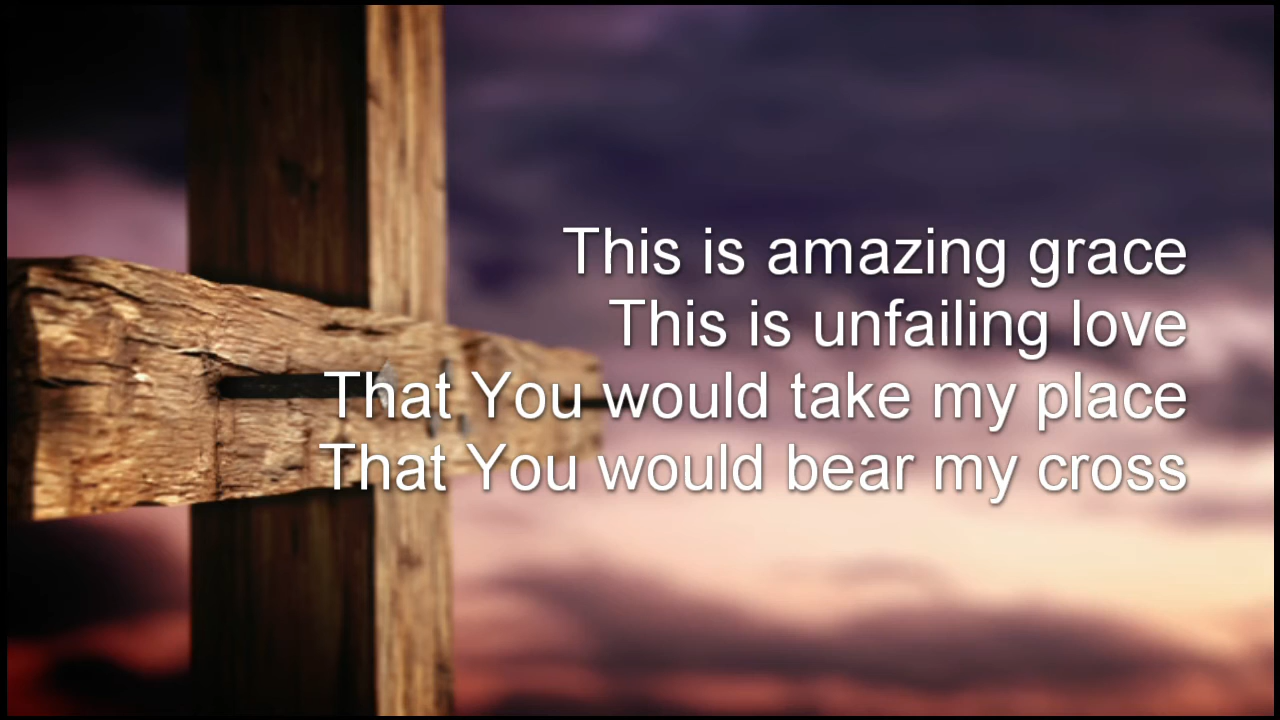 This is amazing grace
This is unfailing love
That You would take my place
That You would bear my cross